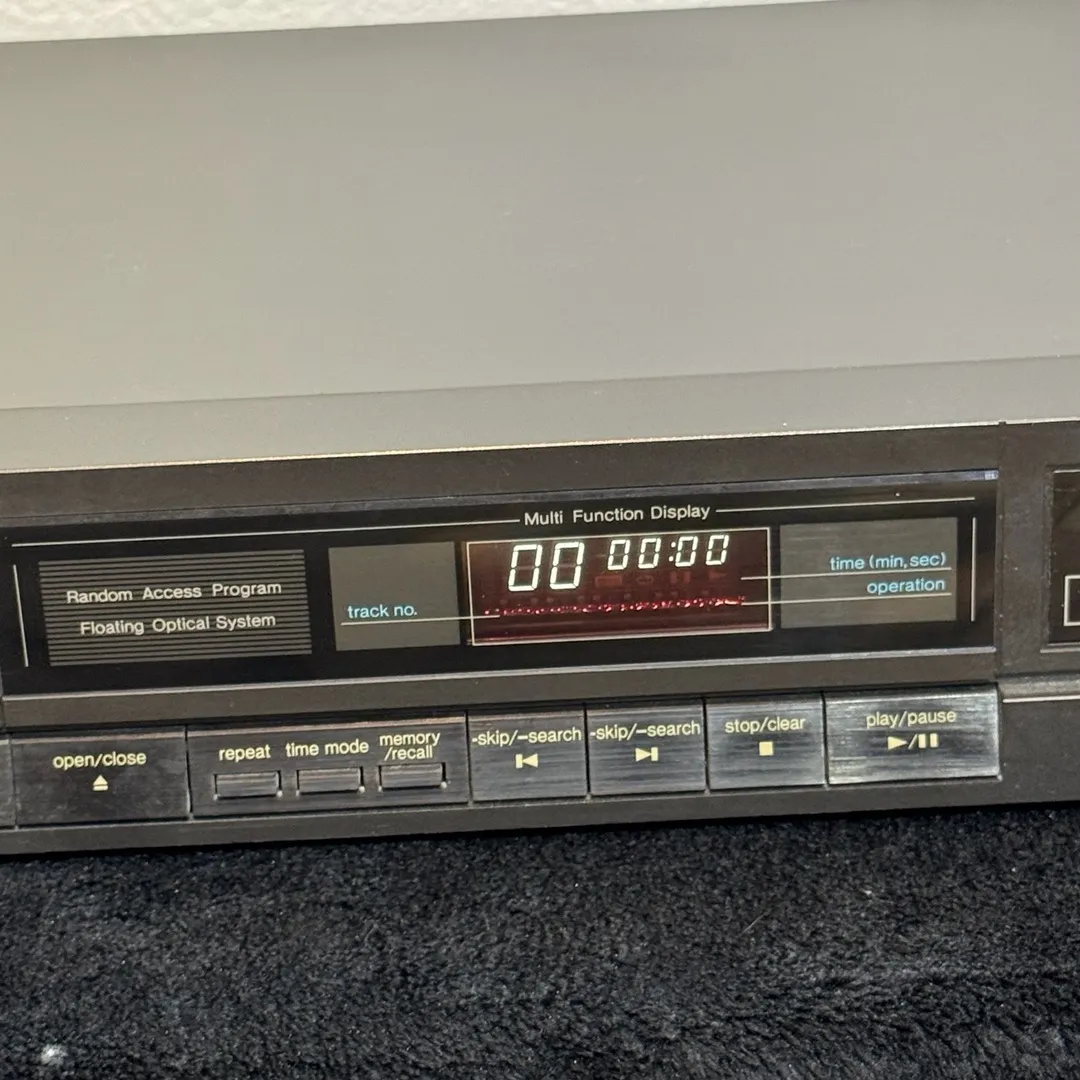 Multi Function Display
Random Access Program
Floating Optical System
track no.
00 00:00
time (min, sec)
operation
open/close
repeat
time mode
memory
/recall
-skip/-search
-skip/-search
stop/clear
play/pause